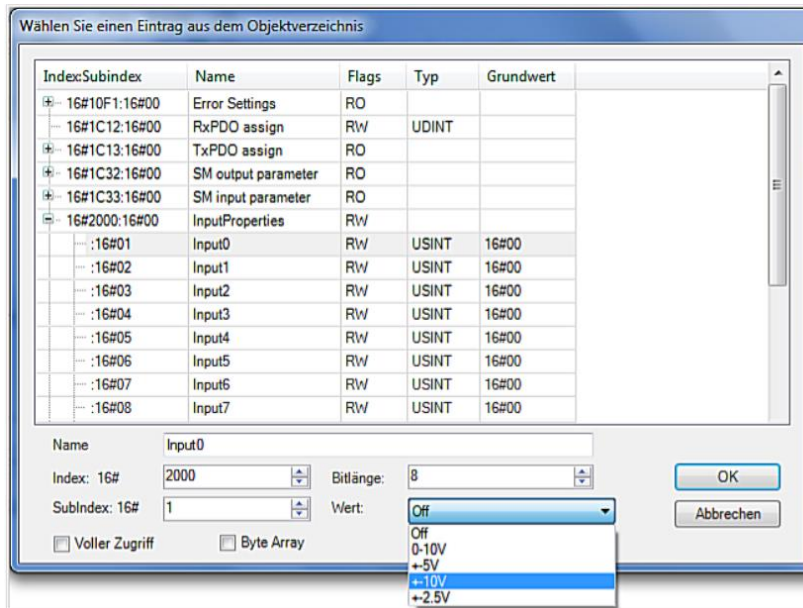 Wählen Sie einen Eintrag aus dem Objektverzeichnis
Index:Subindex Name Flags Typ Grundwert
16#10F1:16#00 Error Settings RO
16#1C12:16#00 RxPDO assign RW UDINT
16#1C13:16#00 TxPDO assign RO
16#1C32:16#00 SM output parameter RO
16#1C33:16#00 SM input parameter RO
16#2000:16#00 InputProperties RW
:16#01 Input0 RW USINT 16#00
:16#02 Input1 RW USINT 16#00
:16#03 Input2 RW USINT 16#00
:16#04 Input3 RW USINT 16#00
:16#05 Input4 RW USINT 16#00
:16#06 Input5 RW USINT 16#00
:16#07 Input6 RW USINT 16#00
:16#08 Input7 RW USINT 16#00
Name Input0
Index: 16# 2000 Bitlänge: 8 OK
SubIndex: 16# 1 Wert: Off Abbrechen
Voller Zugriff Byte Array
Off
0-10V
+-5V
+-10V
+-2.5V